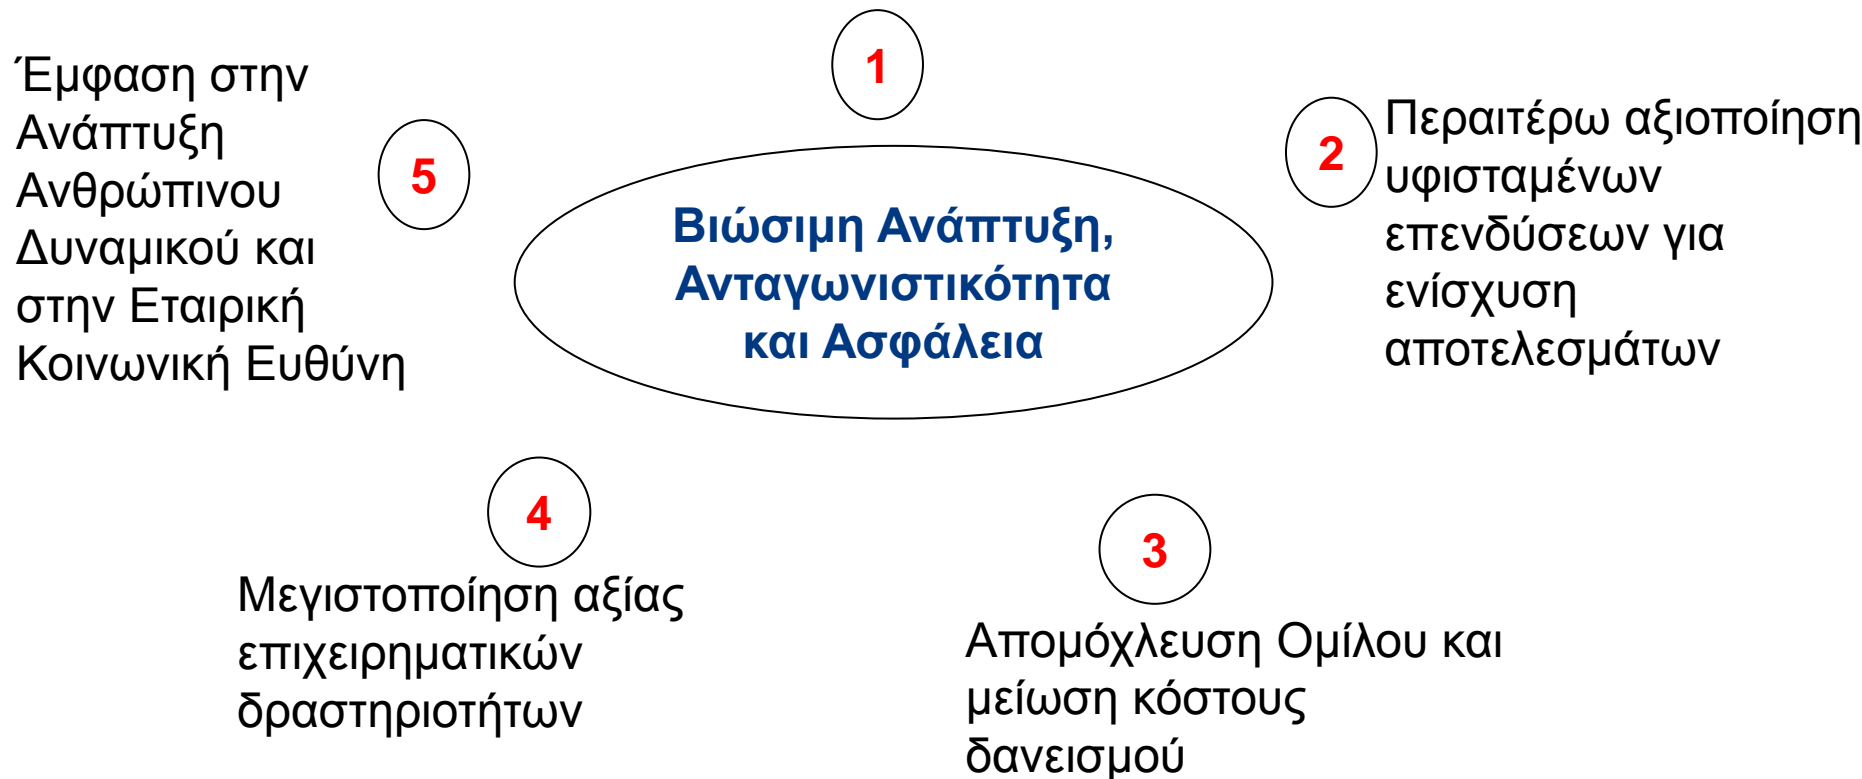 1
Βιώσιμη Ανάπτυξη,
Ανταγωνιστικότητα
και Ασφάλεια
2
Περαιτέρω αξιοποίηση
υφισταμένων
επενδύσεων για
ενίσχυση
αποτελεσμάτων
3
Απομόχλευση Ομίλου και
μείωση κόστους
δανεισμού
4
Μεγιστοποίηση αξίας
επιχειρηματικών
δραστηριοτήτων
5
Έμφαση στην
Ανάπτυξη
Ανθρώπινου
Δυναμικού και
στην Εταιρική
Κοινωνική Ευθύνη